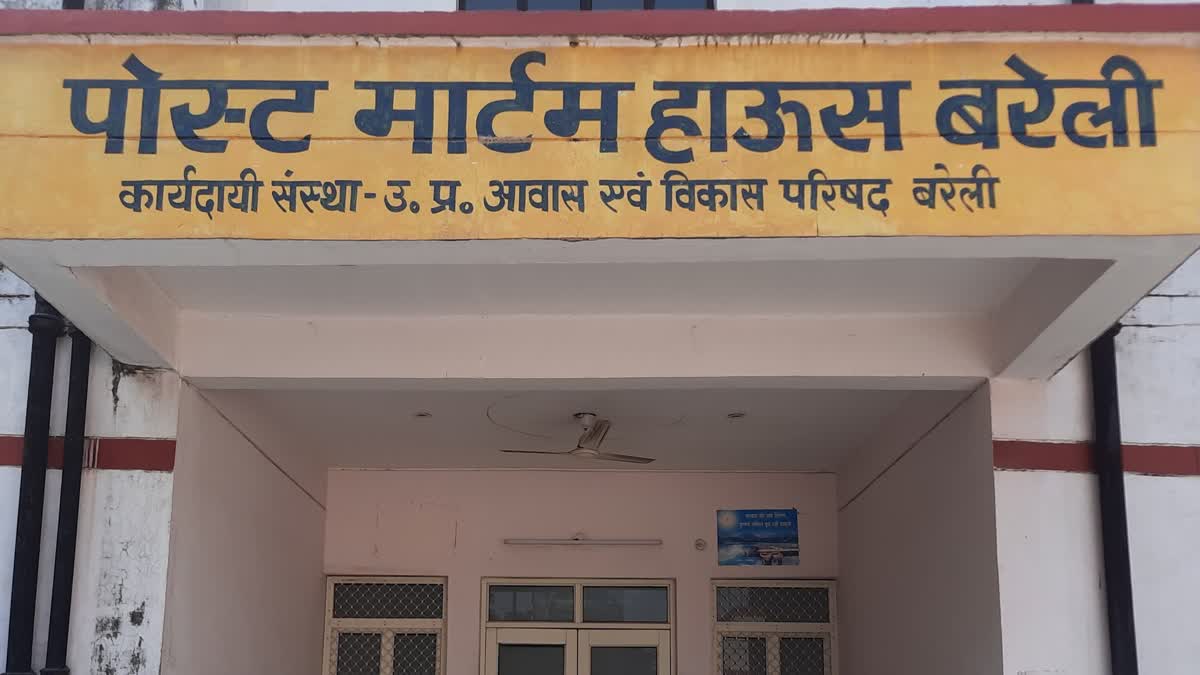 पोस्ट मार्टम हाऊस बरेली
कार्यदायी संस्था - उ. प्र. आवास एवं विकास परिषद बरेली